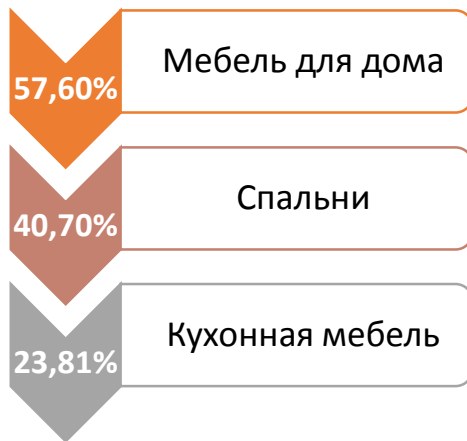 57,60%
Мебель для дома
40,70%
Спальни
23,81%
Кухонная мебель